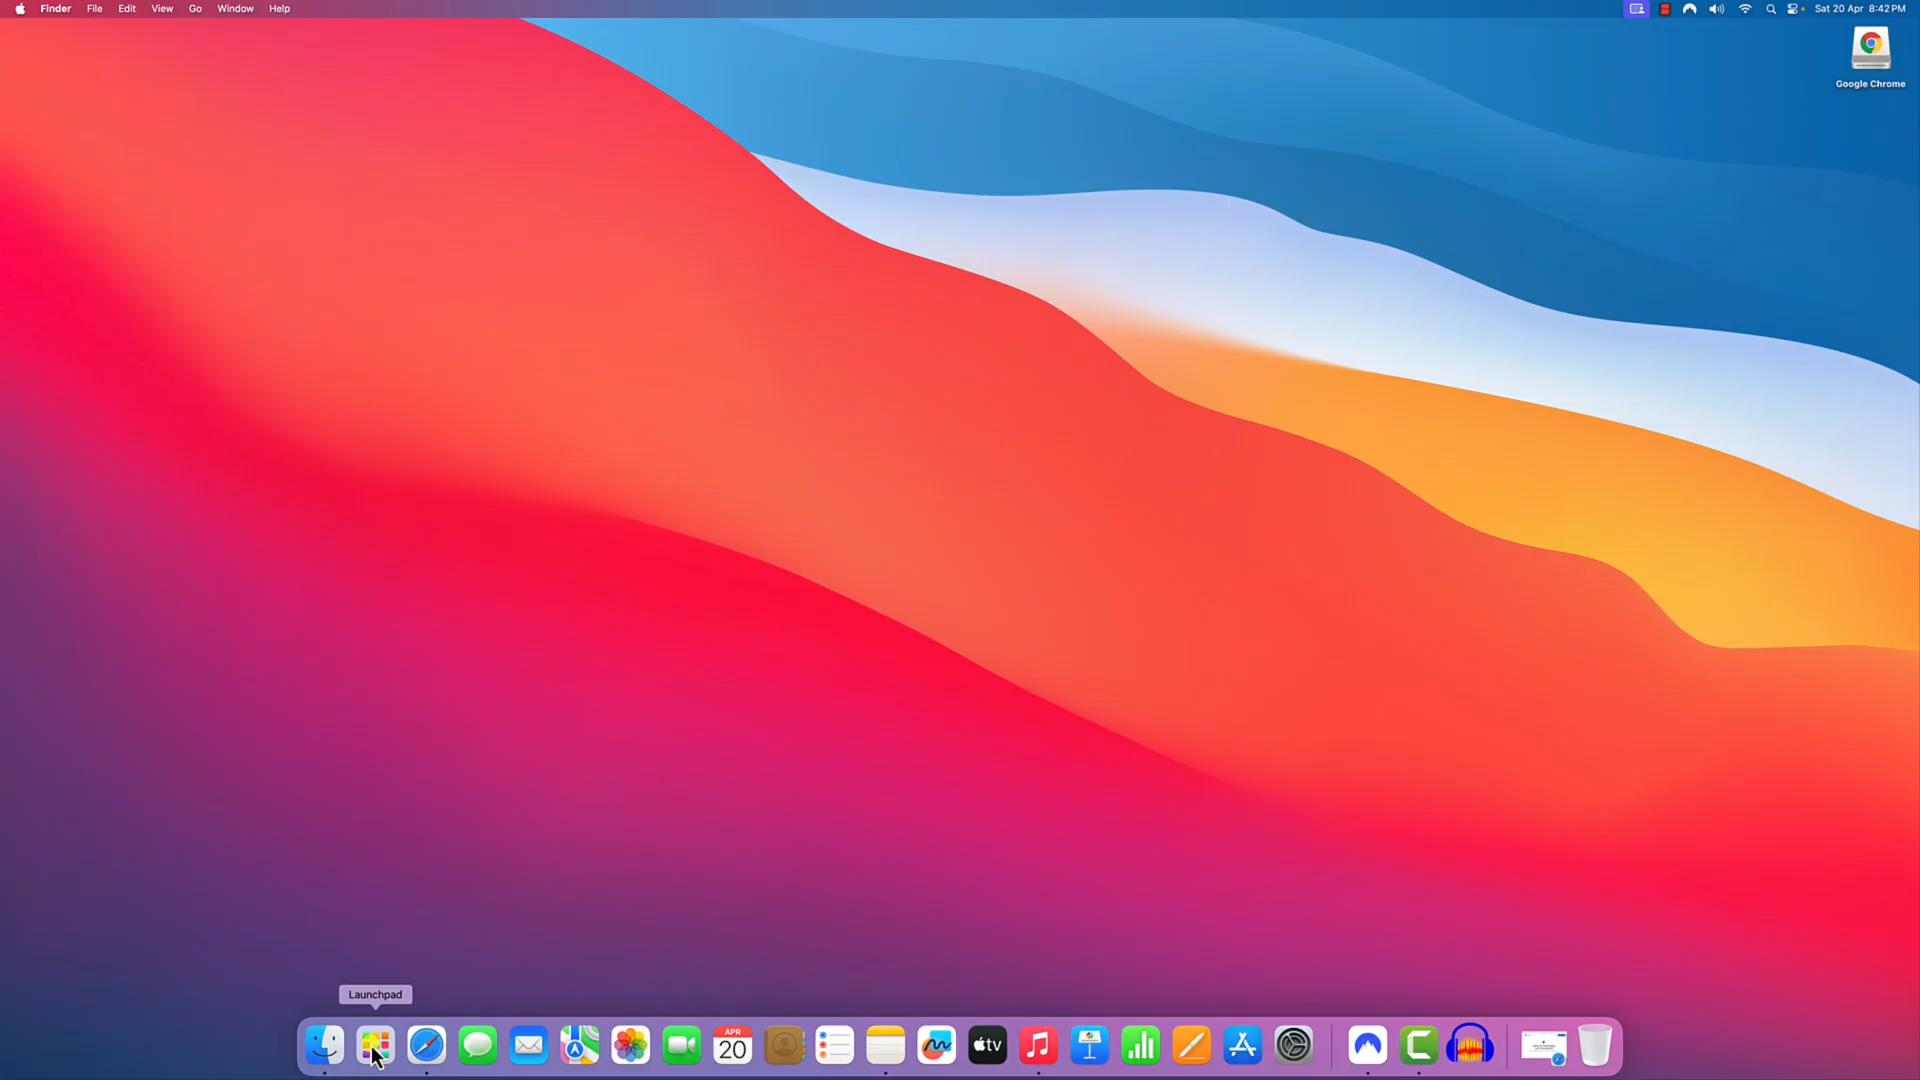 Finder File Edit View Go Window Help
Sat 20 Apr 8:42 PM
Google Chrome
Launchpad
APR
20
tv